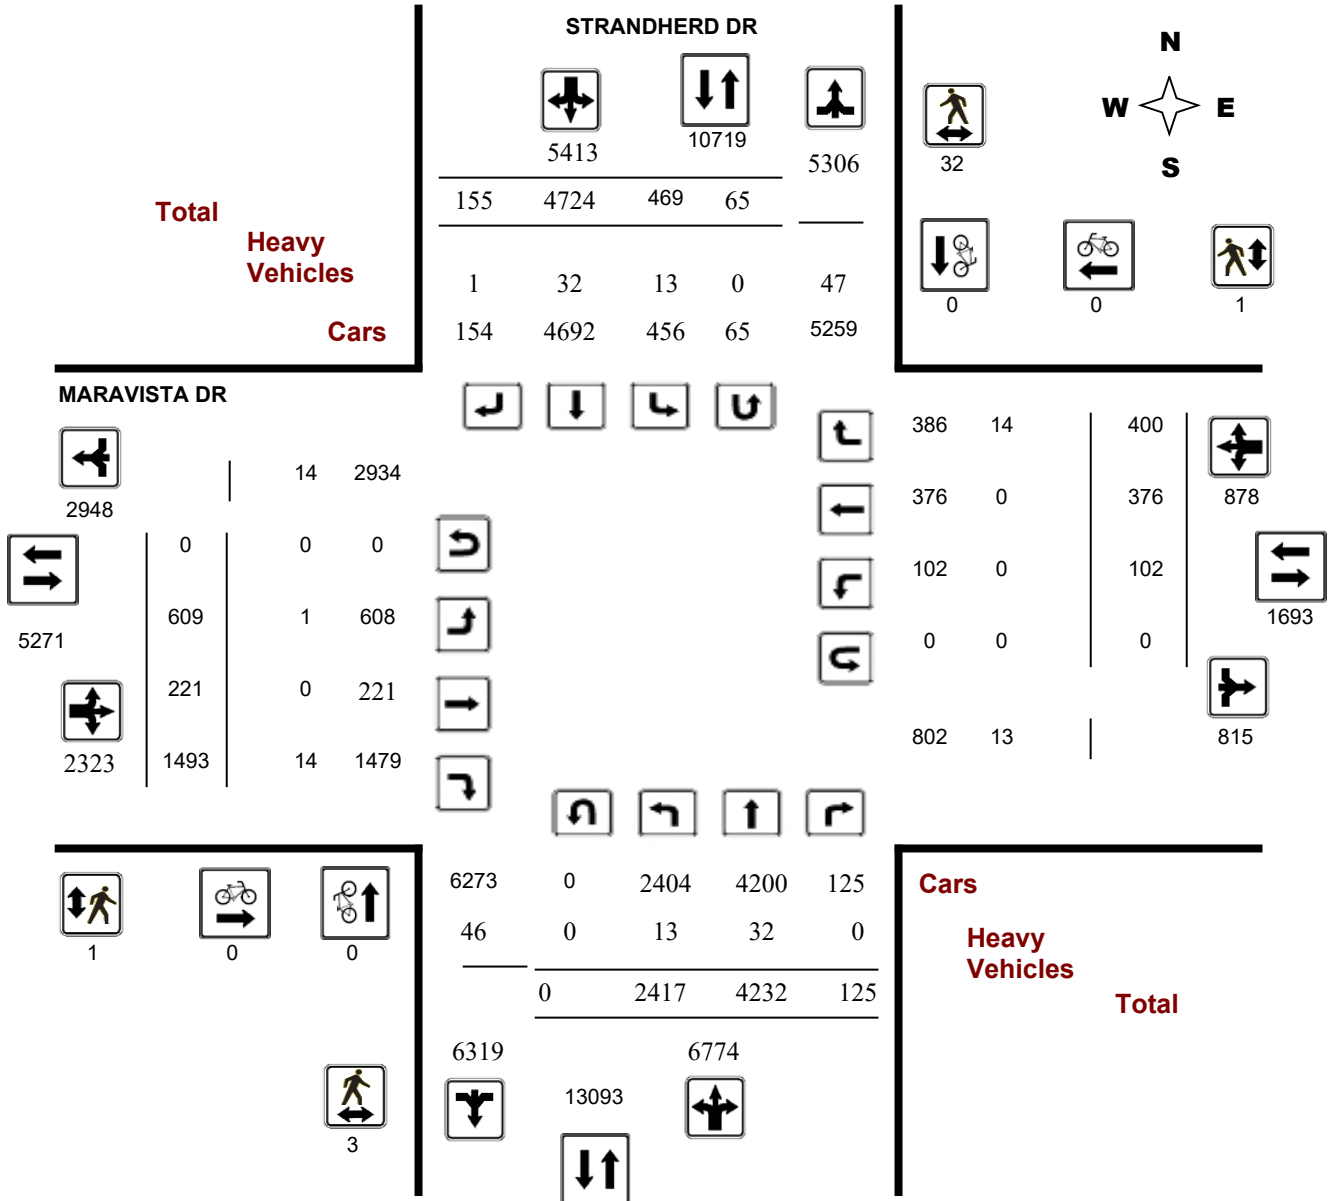 STRANDHERD DR
N
W E
S
5413 10719 5306 32
155 4724 469 65
Total
Heavy
Vehicles
1 32 13 0 47
0 0 1
Cars 154 4692 456 65 5259
MARAVISTA DR
386 14 400
14 2934
2948
376 0 376 878
0 0 0
102 0 102
609 1 608
1693
5271
0 0 0
221 0 221
802 13 815
2323 1493 14 1479
6273 0 2404 4200 125 Cars
46 0 13 32 0 Heavy
Vehicles
1 0 0
0 2417 4232 125 Total
6319 6774
13093
3